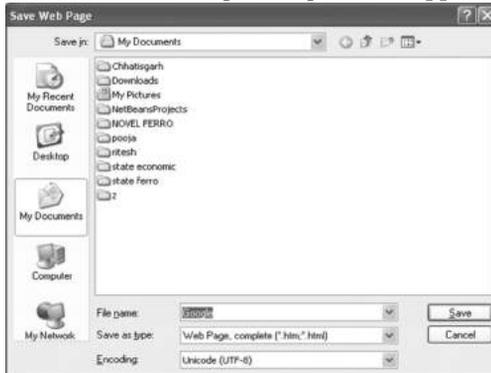 Save Web Page
Save in: My Documents
My Recent Documents
Desktop
My Documents
Computer
My Network
Chhatisgarh
Downloads
My Pictures
NetBeansProjects
NOVEL FERRO
pooja
ritesh
state economic
state ferro
z
File name: Google Save
Save as type: Web Page, complete (*.htm;*.html) Cancel
Encoding: Unicode (UTF-8)